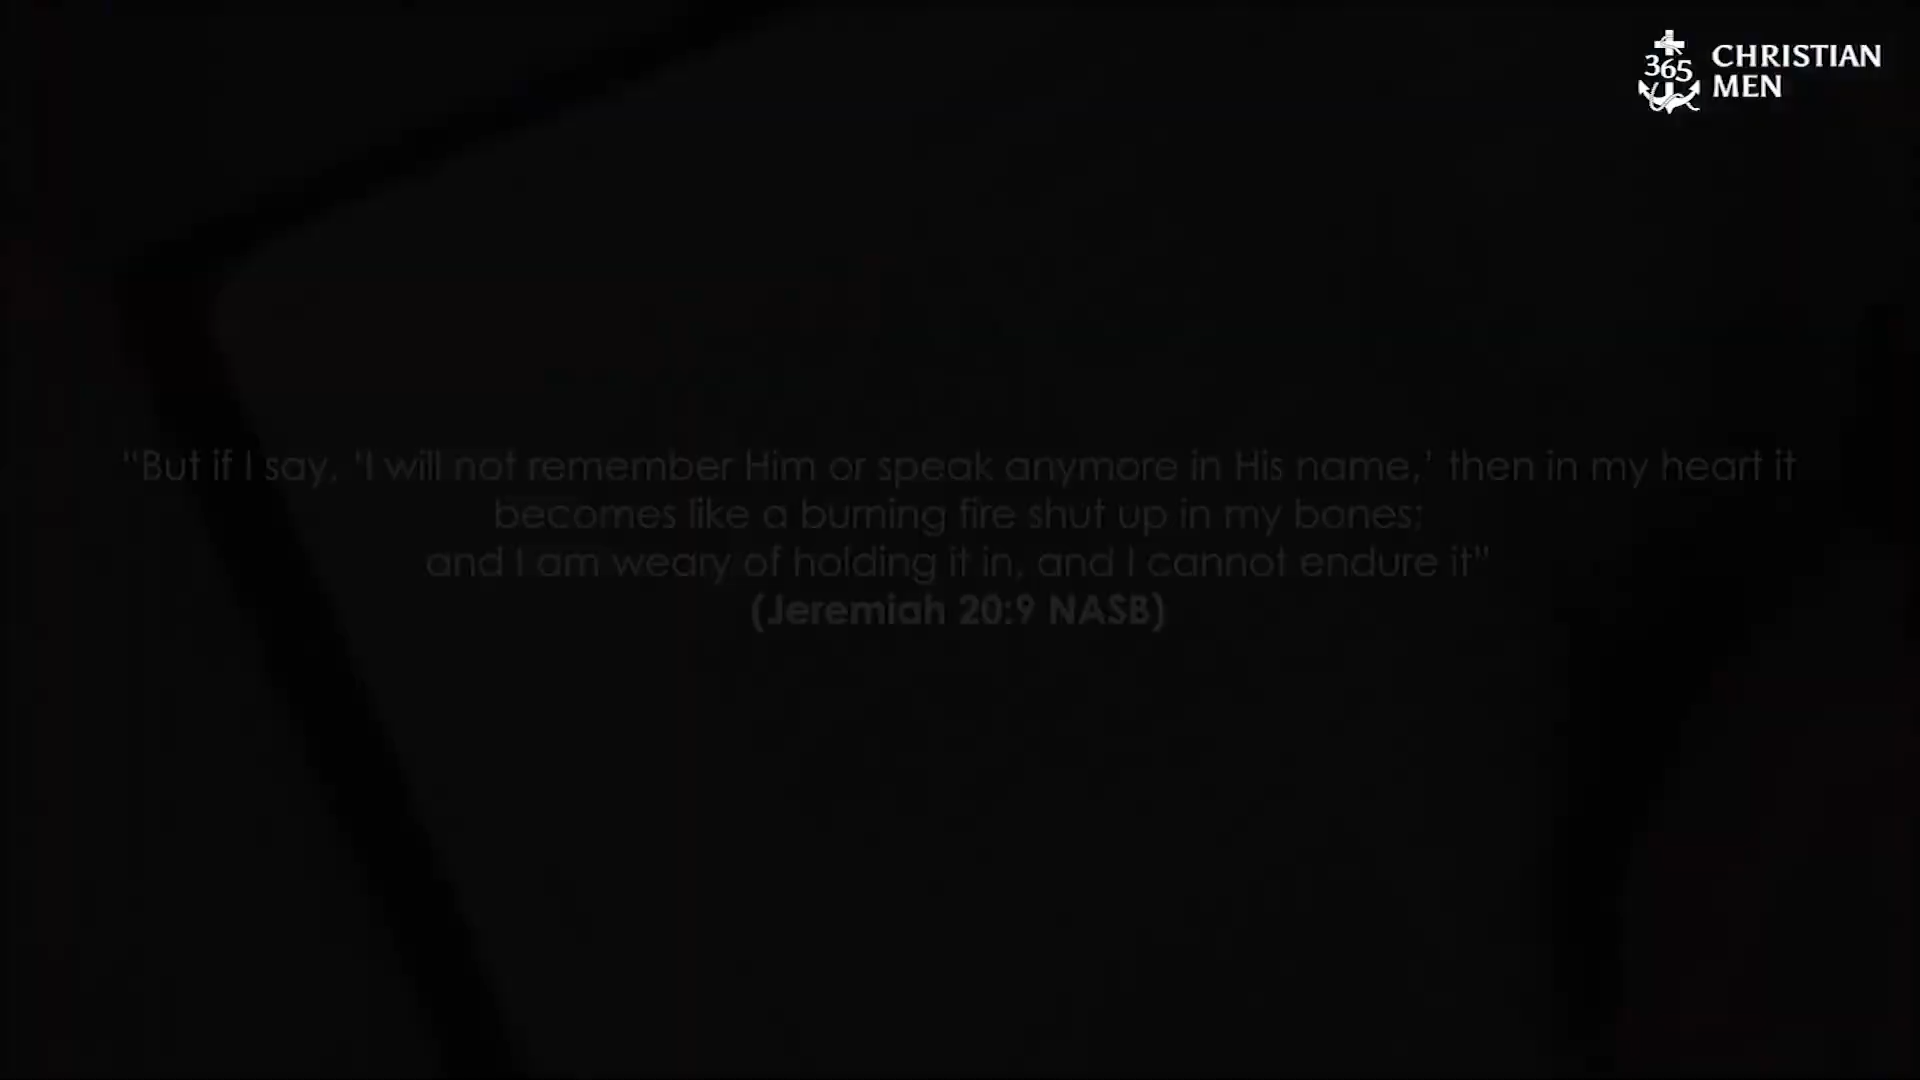 365
CHRISTIAN
MEN
"But if I say, 'I will not remember Him or speak anymore in His name,' then in my heart it
becomes like a burning fire shut up in my bones;
and I am weary of holding it in, and I cannot endure it"
(Jeremiah 20:9 NASB)